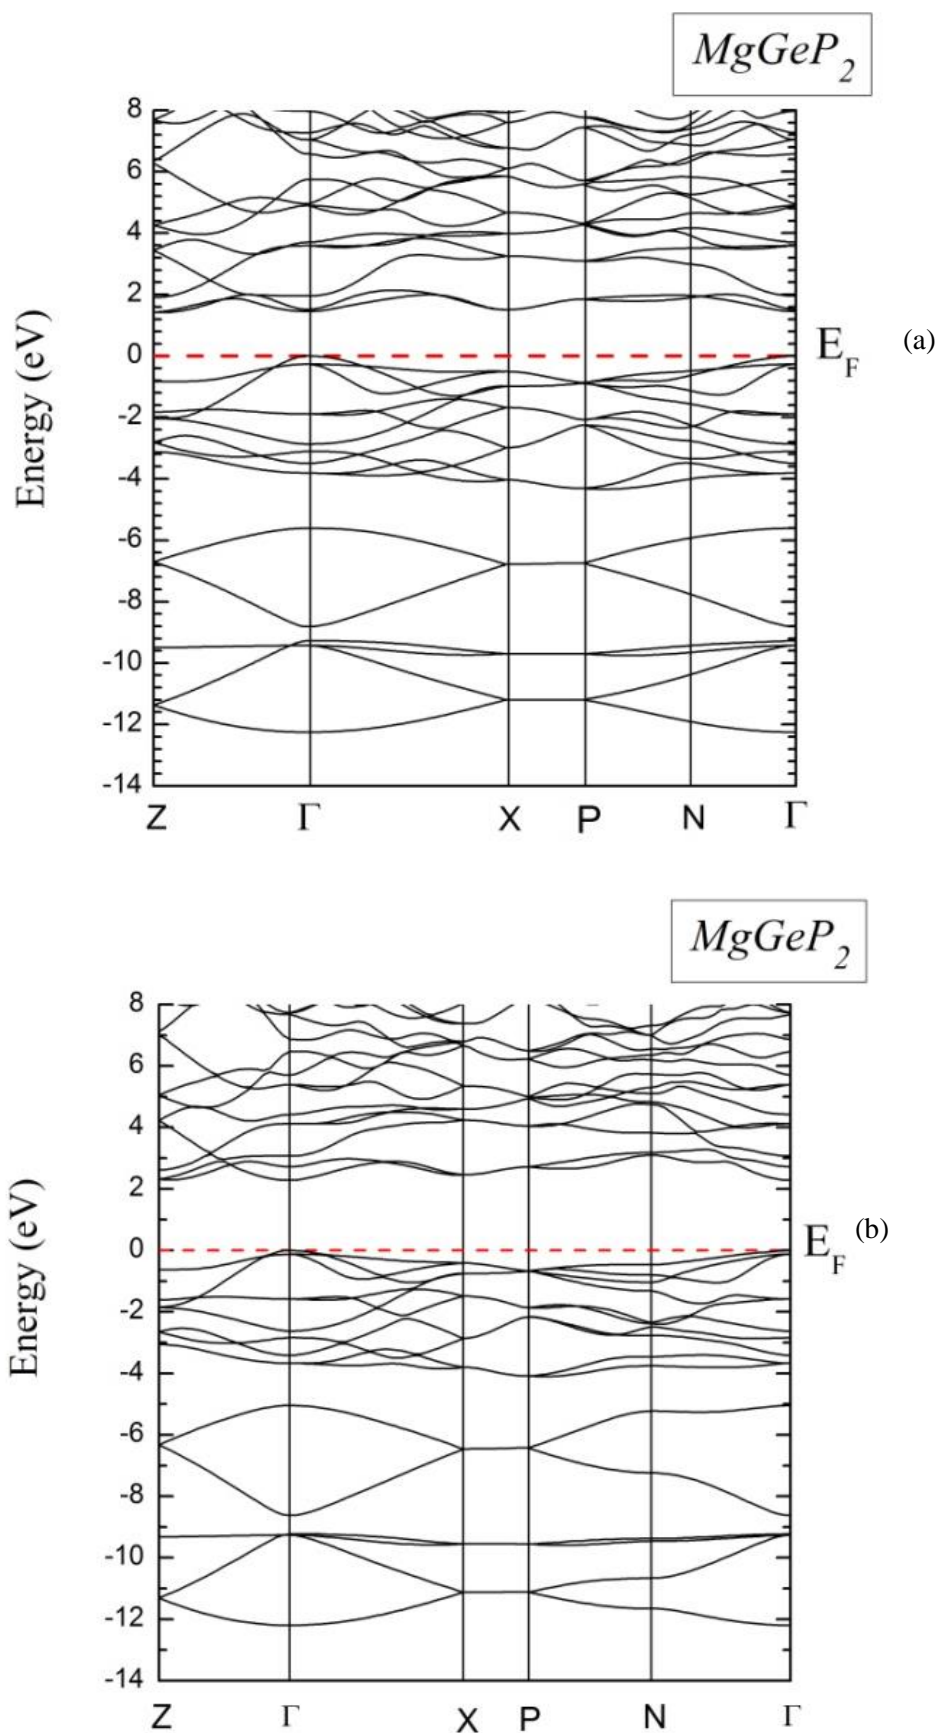 MgGeP2
8
6
4
2
0
-2
-4
-6
-8
-10
-12
-14
Energy (eV)
EF
(a)
Z Γ X P N Γ
MgGeP2
8
6
4
2
0
-2
-4
-6
-8
-10
-12
-14
Energy (eV)
EF
(b)
Z Γ X P N Γ